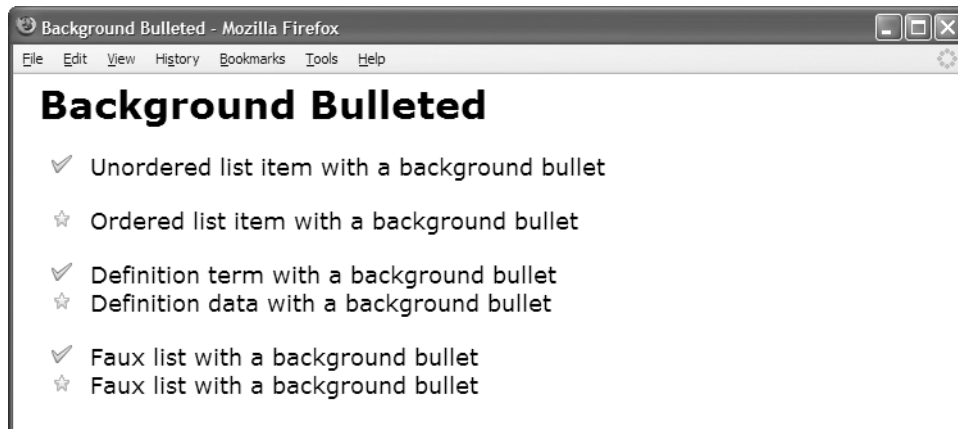 Background Bulleted - Mozilla Firefox
File Edit View History Bookmarks Tools Help
Background Bulleted
Unordered list item with a background bullet
Ordered list item with a background bullet
Definition term with a background bullet
Definition data with a background bullet
Faux list with a background bullet
Faux list with a background bullet